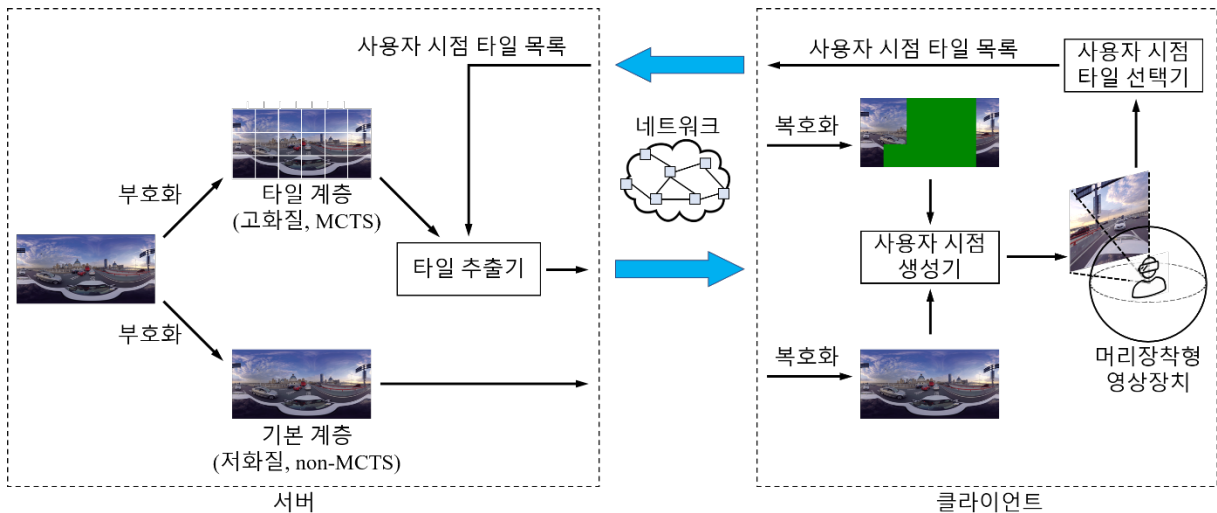 사용자 시점 타일 목록
부호화
타일 계층
(고화질, MCTS)
타일 추출기
부호화
기본 계층
(저화질, non-MCTS)
서버
네트워크
사용자 시점 타일 목록
사용자 시점
타일 선택기
복호화
사용자 시점
생성기
복호화
머리장착형
영상장치
클라이언트